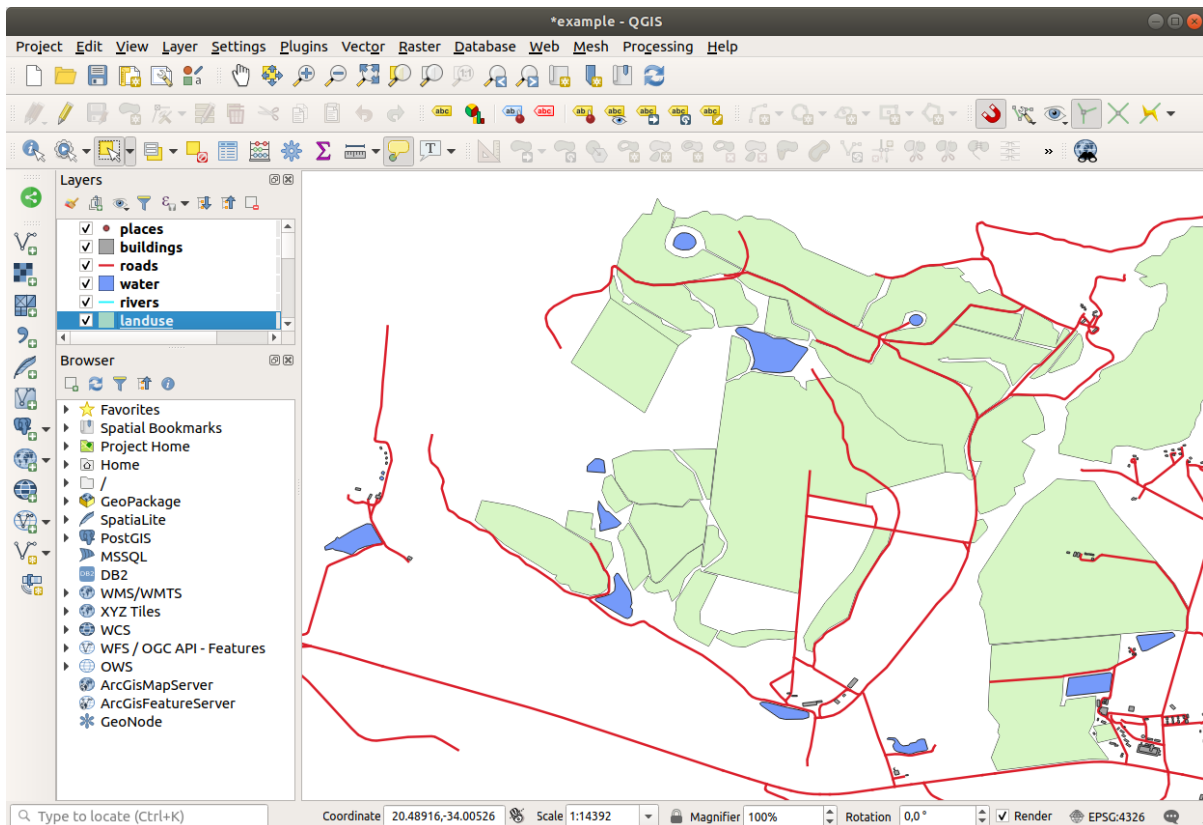 *example - QGIS
Project Edit View Layer Settings Plugins Vector Raster Database Web Mesh Processing Help
Layers
places
buildings
roads
water
rivers
landuse
Browser
Favorites
Spatial Bookmarks
Project Home
Home
/
GeoPackage
SpatiaLite
PostGIS
MSSQL
DB2
WMS/WMTS
XYZ Tiles
WCS
WFS / OGC API - Features
OWS
ArcGisMapServer
ArcGisFeatureServer
GeoNode
Type to locate (Ctrl+K) Coordinate 20.48916,-34.00526 Scale 1:14392 Magnifier 100% Rotation 0,0° Render EPSG:4326